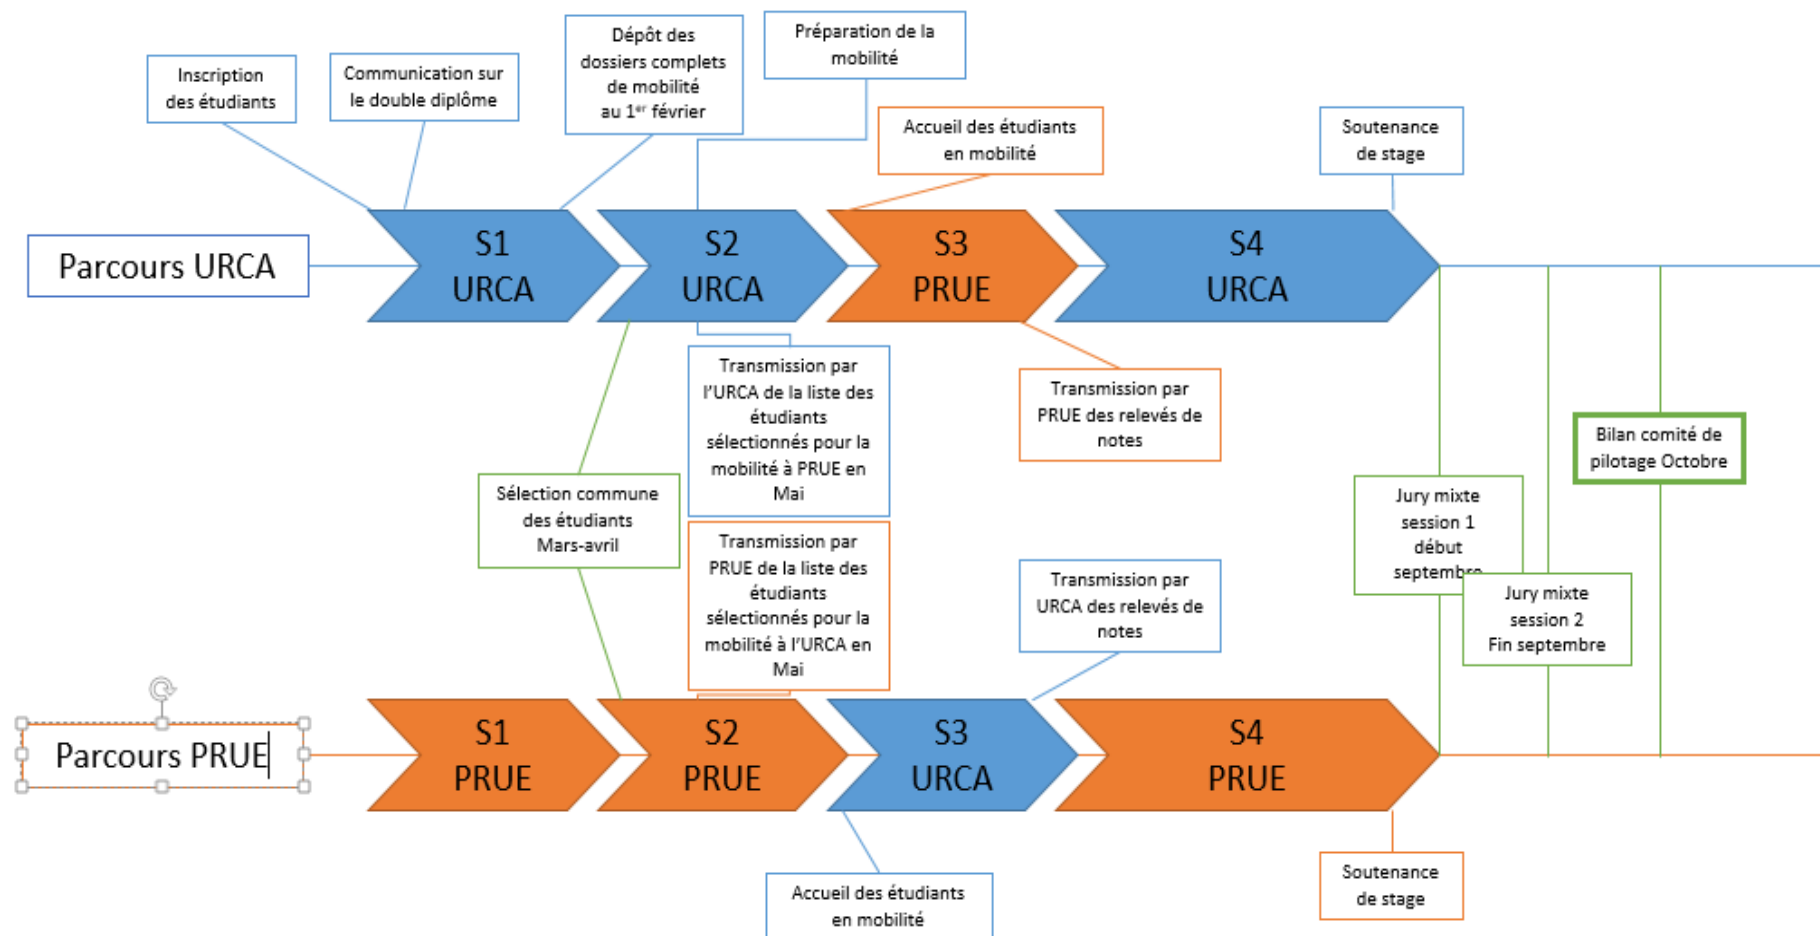 Inscription
des étudiants
Communication sur
le double diplôme
Dépôt des
dossiers complets
de mobilité
au 1er février
Préparation de la
mobilité
Accueil des étudiants
en mobilité
Soutenance
de stage
Parcours URCA
S1
URCA
S2
URCA
S3
PRUE
S4
URCA
Transmission par
l'URCA de la liste des
étudiants
sélectionnés pour la
mobilité à PRUE en
Mai
Transmission par
PRUE des relevés de
notes
Bilan comité de
pilotage Octobre
Sélection commune
des étudiants
Mars-avril
Jury mixte
session 1
début
septembre
Transmission par
PRUE de la liste des
étudiants
sélectionnés pour la
mobilité à l'URCA en
Mai
Transmission par
URCA des relevés de
notes
Jury mixte
session 2
Fin septembre
Parcours PRUE
S1
PRUE
S2
PRUE
S3
URCA
S4
PRUE
Accueil des étudiants
en mobilité
Soutenance
de stage